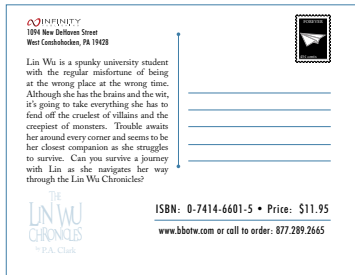 INFINITY
1094 New DeHaven Street
West Conshohocken, PA 19428
FOREVER
Lin Wu is a spunky university student
with the regular misfortune of being
at the wrong place at the wrong time.
Although she has the brains and the wit,
it's going to take everything she has to
fend off the cruelest of villains and the
creepiest of monsters. Trouble awaits
her around every corner and seems to be
her closest companion as she struggles
to survive. Can you survive a journey
with Lin as she navigates her way
through the Lin Wu Chronicles?
THE
LIN WU
CHRONICLES
by P.A. Clark
ISBN: 0-7414-6601-5 • Price: $11.95
www.bbotw.com or call to order: 877.289.2665